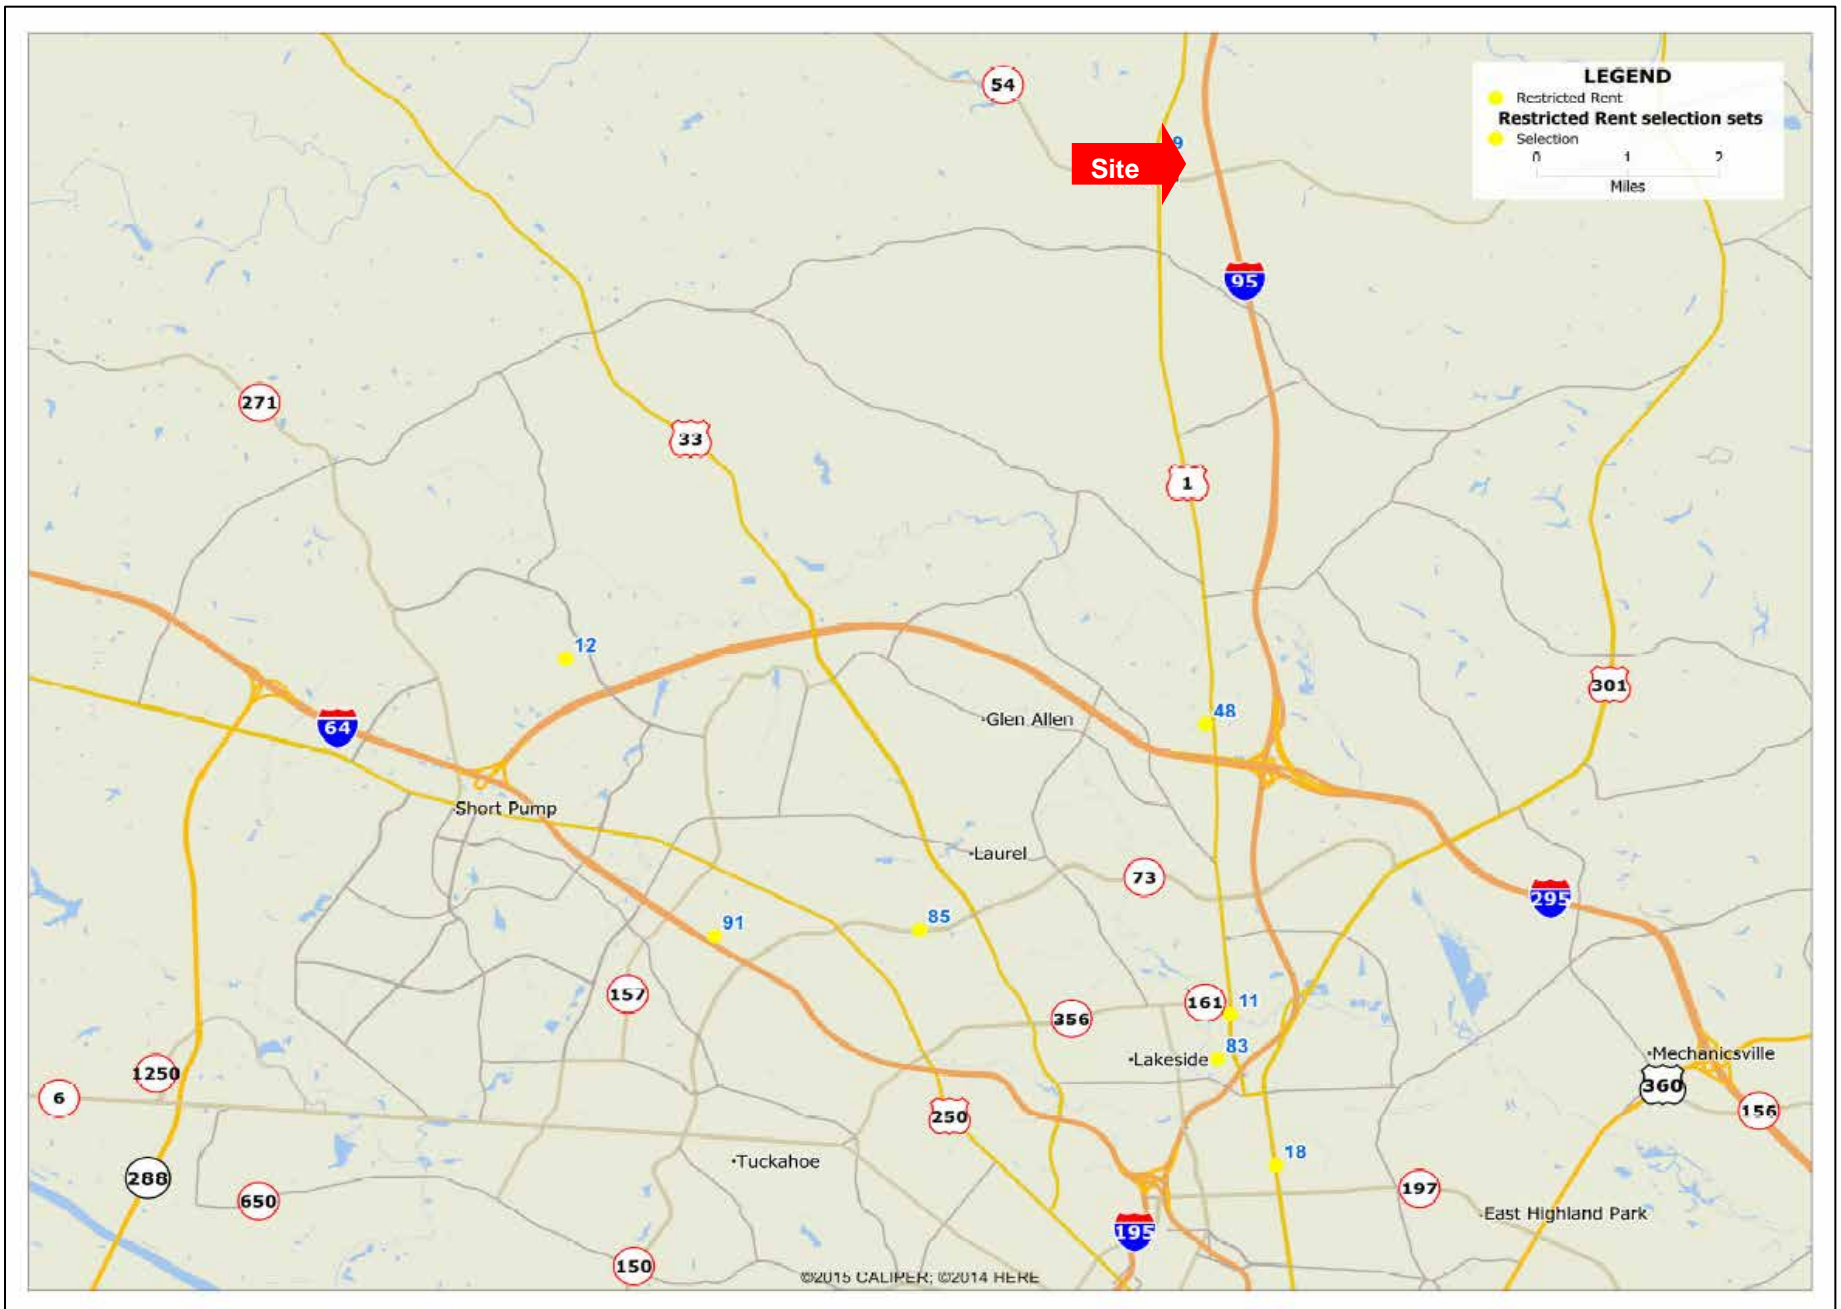 54
LEGEND
Restricted Rent
Restricted Rent selection sets
Selection
0 1 2
Miles
9
Site
95
271
33
1
12
64
48
Glen Allen
301
Short Pump
Laurel
73
295
91
85
157
161
11
356
Lakeside
83
Mechanicsville
1250
6
360
156
250
18
Tuckahoe
288
650
197
East Highland Park
195
150
©2015 CALIPER; ©2014 HERE